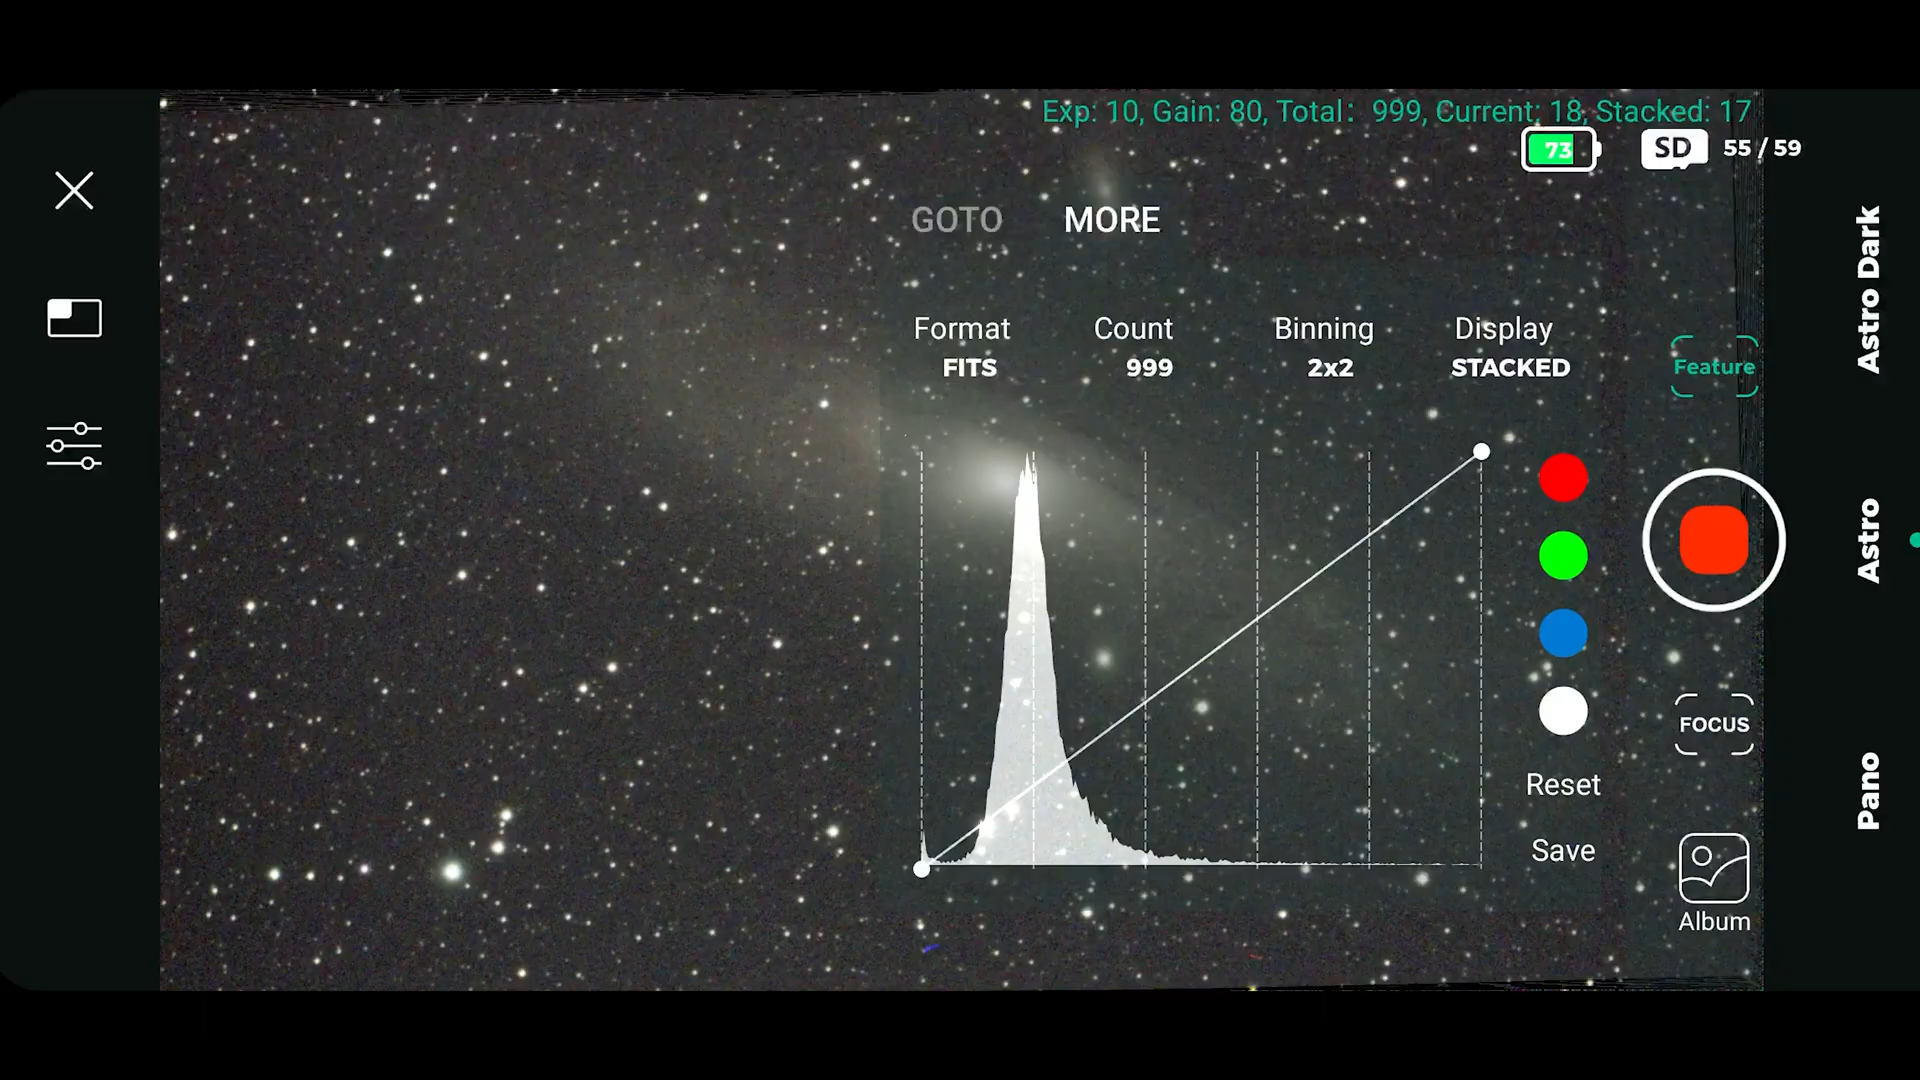 Exp: 10, Gain: 80, Total: 999, Current: 18, Stacked: 17
73 SD 55 / 59
GOTO MORE
Format Count Binning Display
FITS 999 2x2 STACKED
Feature
FOCUS
Reset
Save
Album
Astro Dark
Astro
Pano